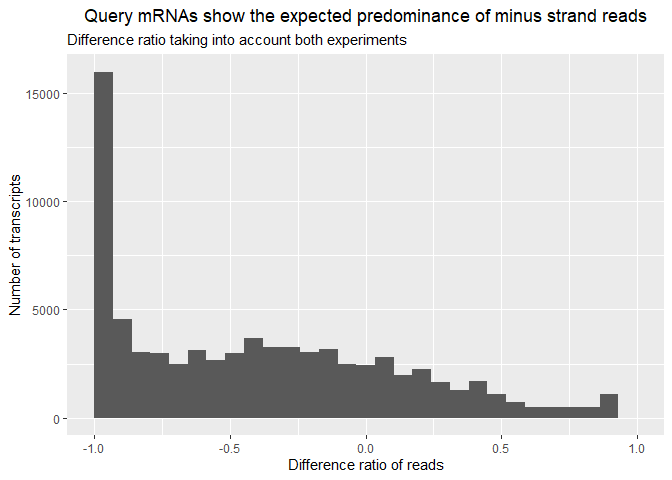 Query mRNAs show the expected predominance of minus strand reads
Difference ratio taking into account both experiments
Number of transcripts
15000
10000
5000
0
-1.0
-0.5
0.0
0.5
1.0
Difference ratio of reads